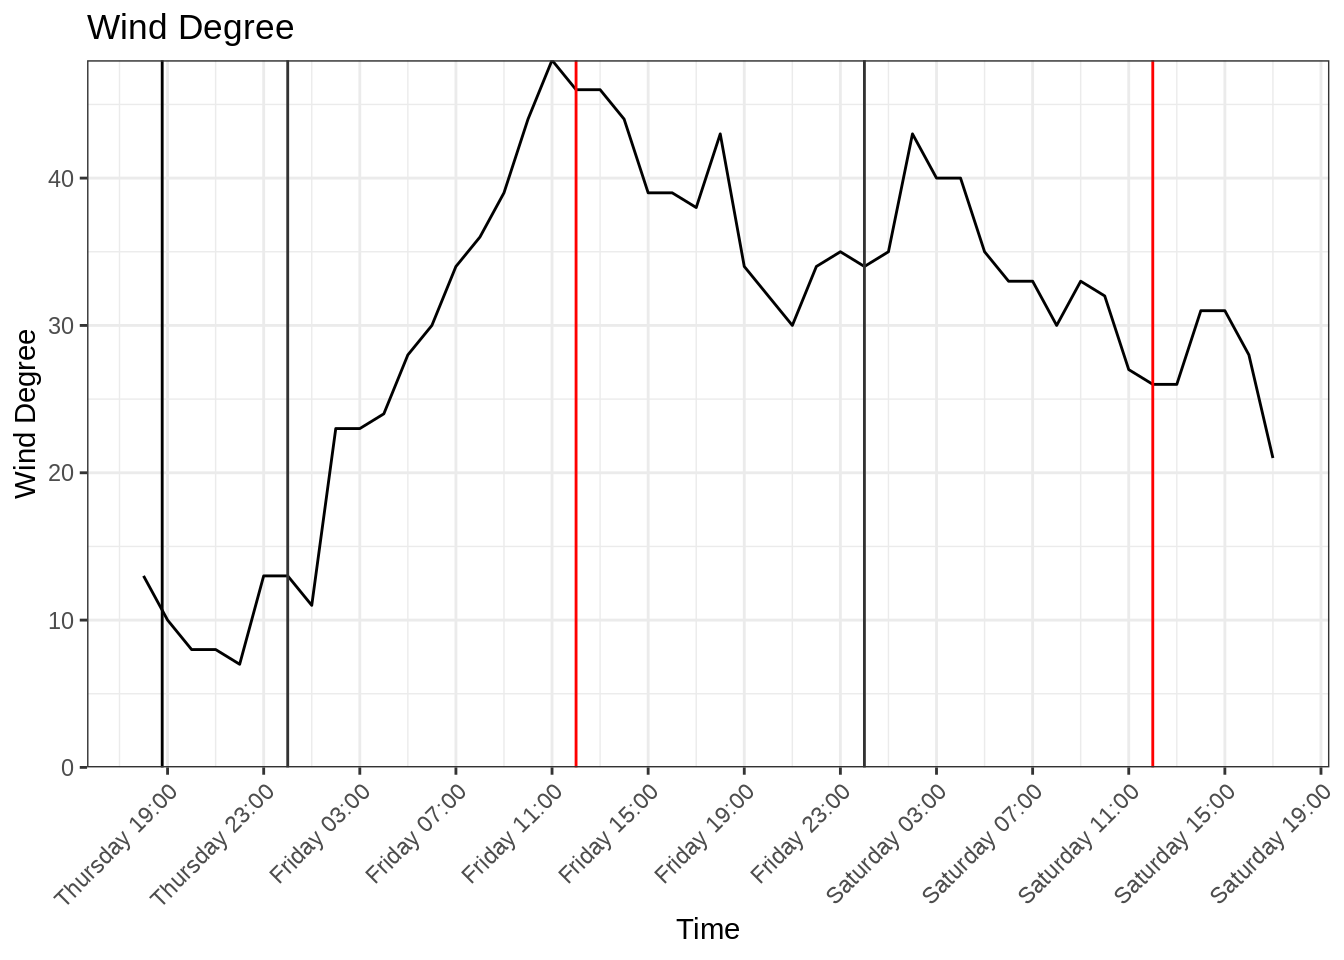 Wind Degree
Wind Degree
40
30
20
10
0
Thursday 19:00
Thursday 23:00
Friday 03:00
Friday 07:00
Friday 11:00
Friday 15:00
Friday 19:00
Friday 23:00
Saturday 03:00
Saturday 07:00
Saturday 11:00
Saturday 15:00
Saturday 19:00
Time